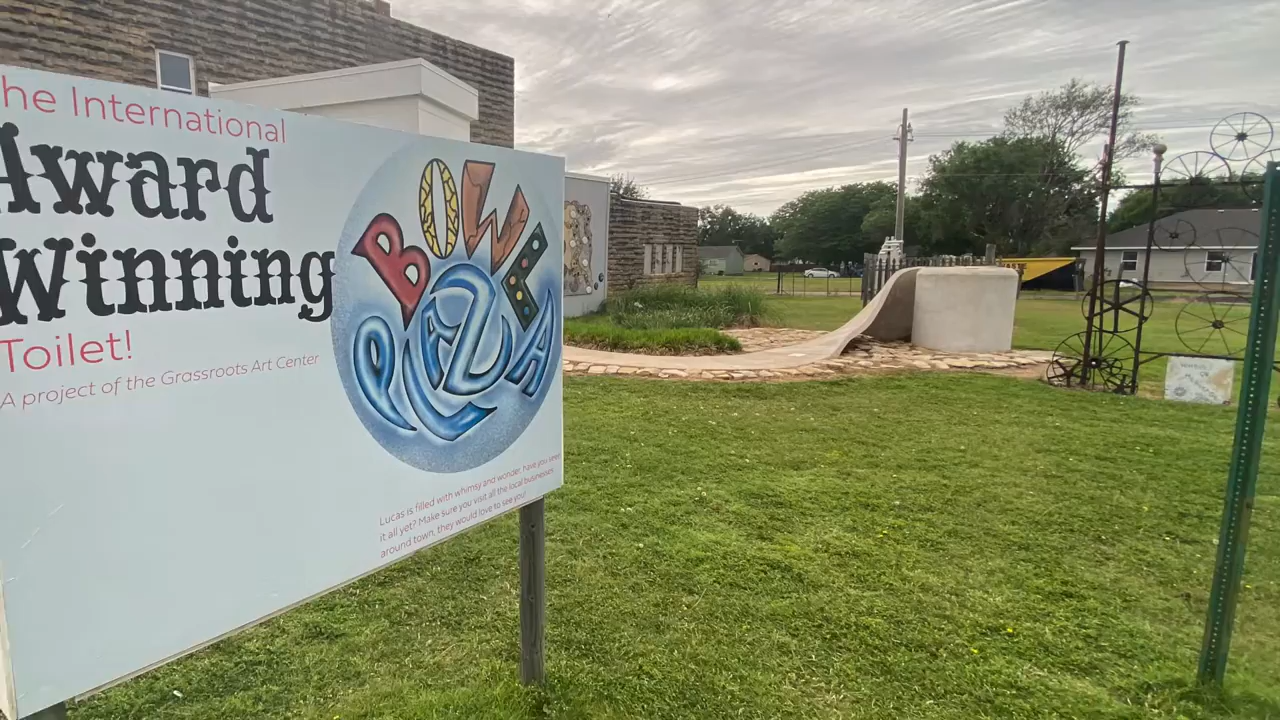 he International
Award
Winning
Toilet!
A project of the Grassroots Art Center
BOWL
PLAZA
Lucas is filled with whimsy and wonder, have you seen
it all yet? Make sure you visit all the local businesses
around town, they would love to see you!